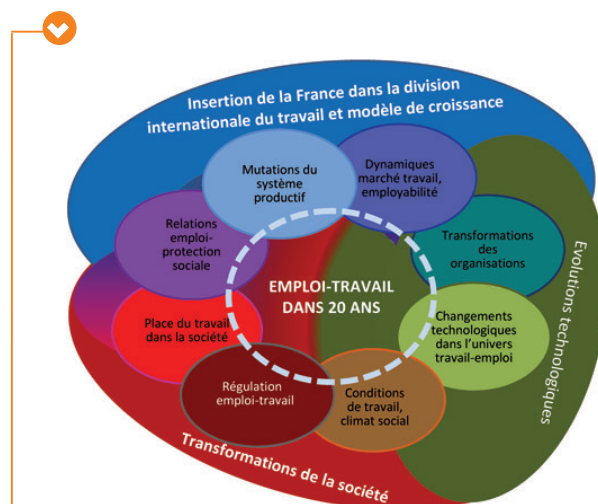 Insertion de la France dans la division
internationale du travail et modèle de croissance
Mutations du
système
productif
Dynamiques
marché travail,
employabilité
Relations
emploi-
protection
sociale
Transformations
des
organisations
EMPLOI-TRAVAIL
DANS 20 ANS
Place du travail
dans la société
Changements
technologiques
dans l'univers
travail-emploi
Régulation
emploi-travail
Conditions
de travail,
climat social
Evolutions technologiques
Transformations de la société